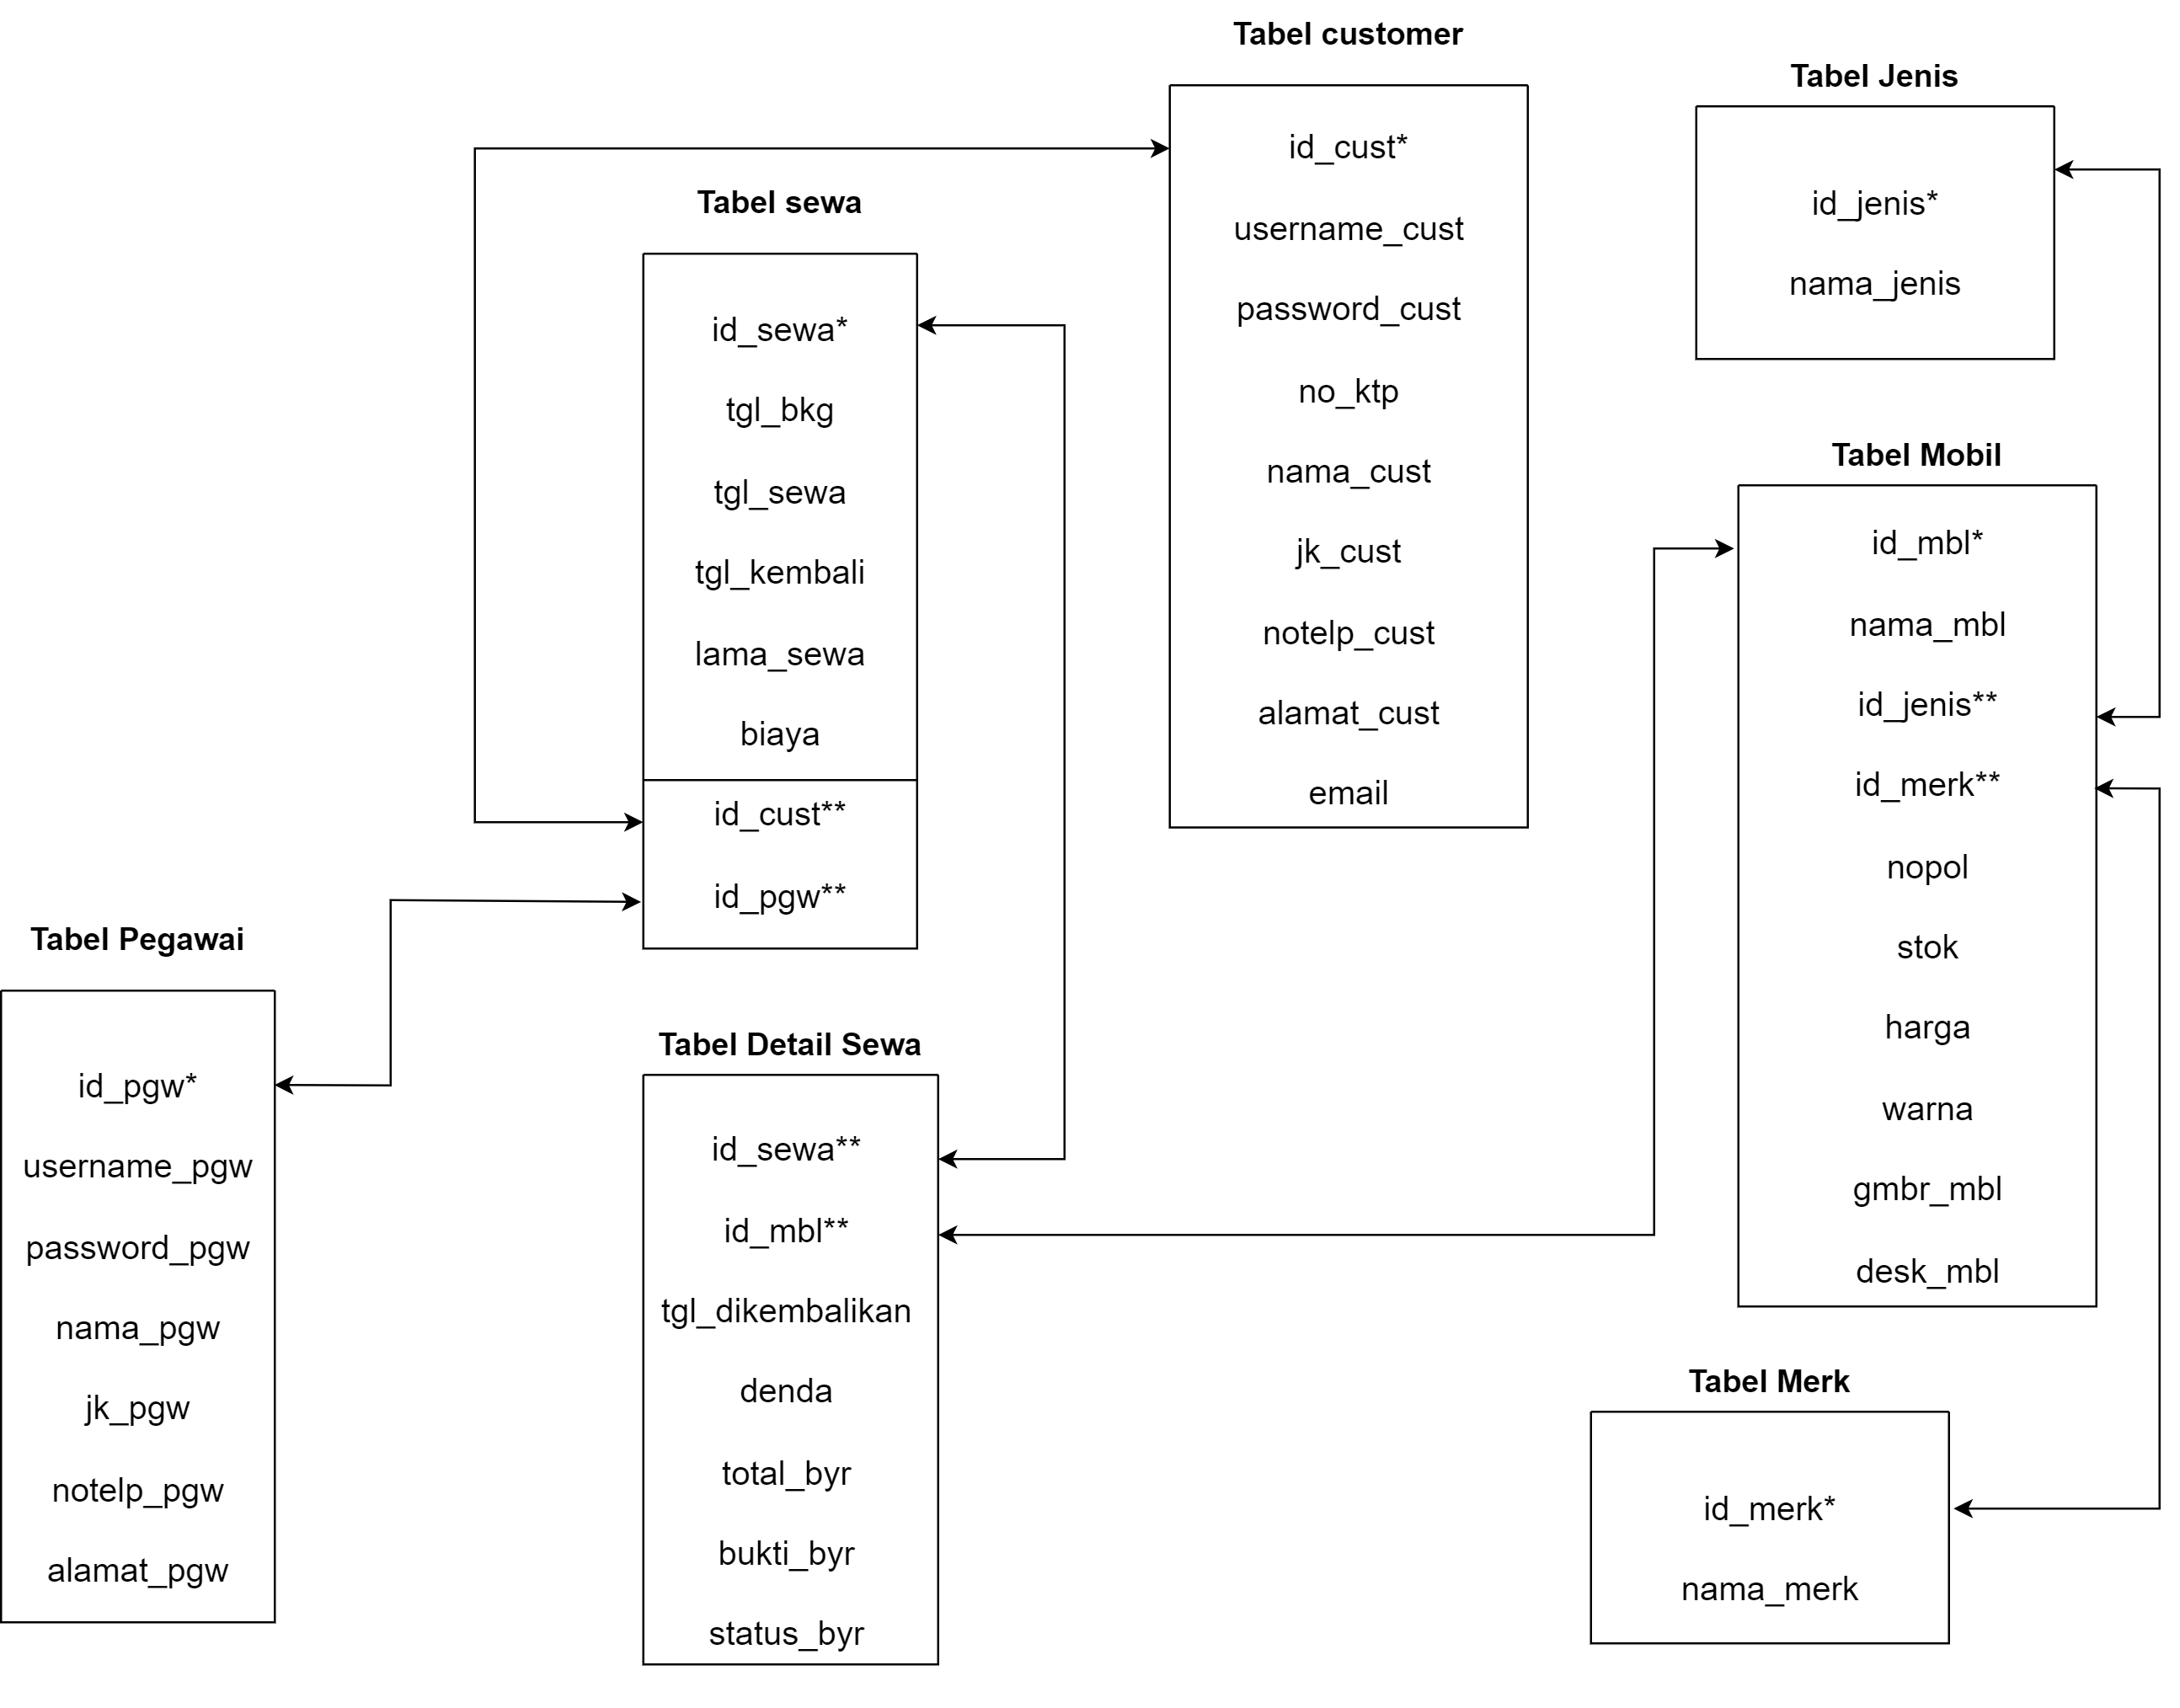 Tabel customer
id_cust*
username_cust
password_cust
no_ktp
nama_cust
jk_cust
notelp_cust
alamat_cust
email
Tabel Jenis
id_jenis*
nama_jenis
Tabel sewa
id_sewa*
tgl_bkg
tgl_sewa
tgl_kembali
lama_sewa
biaya
id_cust**
id_pgw**
Tabel Mobil
id_mbl*
nama_mbl
id_jenis**
id_merk**
nopol
stok
harga
warna
gmbr_mbl
desk_mbl
Tabel Pegawai
id_pgw*
username_pgw
password_pgw
nama_pgw
jk_pgw
notelp_pgw
alamat_pgw
Tabel Detail Sewa
id_sewa**
id_mbl**
tgl_dikembalikan
denda
total_byr
bukti_byr
status_byr
Tabel Merk
id_merk*
nama_merk